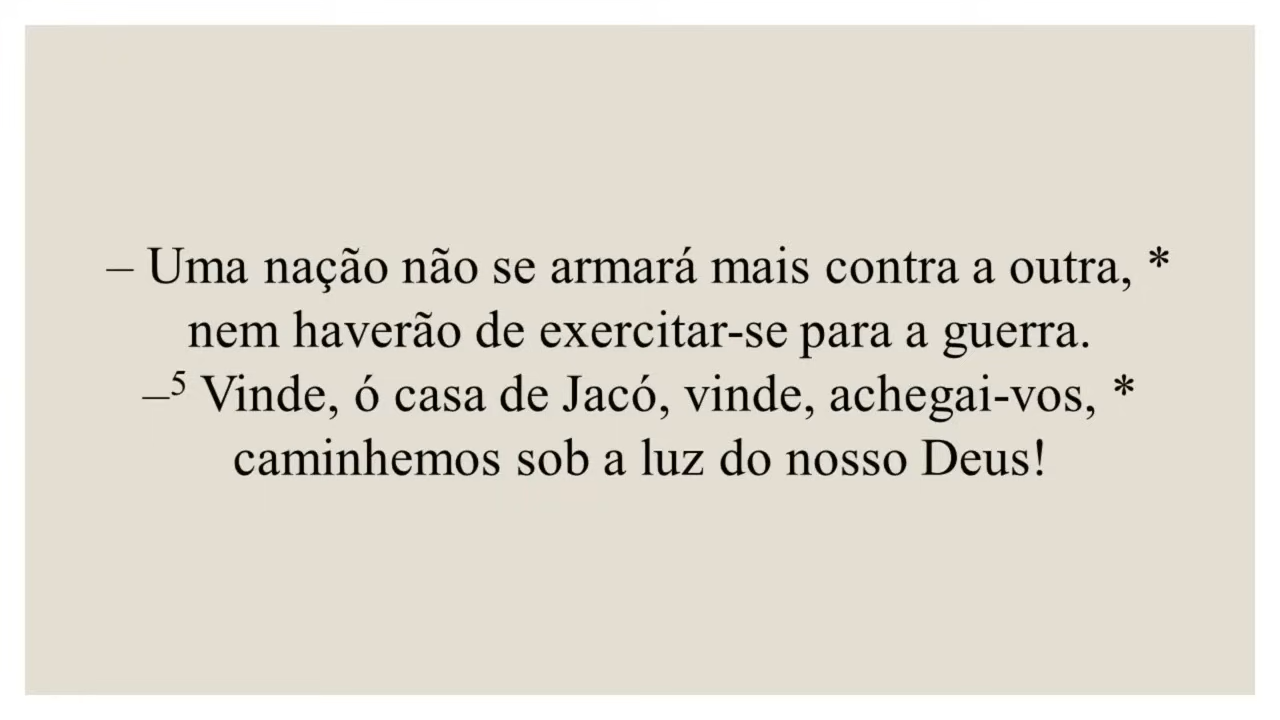 – Uma nação não se armará mais contra a outra, *
nem haverão de exercitar-se para a guerra.
–⁵ Vinde, ó casa de Jacó, vinde, achegai-vos, *
caminhemos sob a luz do nosso Deus!